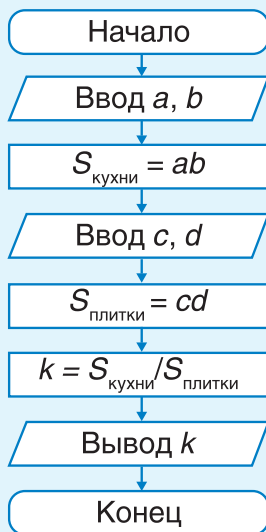 Начало
Ввод a, b
Sкухни = ab
Ввод c, d
Sплитки = cd
k = Sкухни/Sплитки
Вывод k
Конец